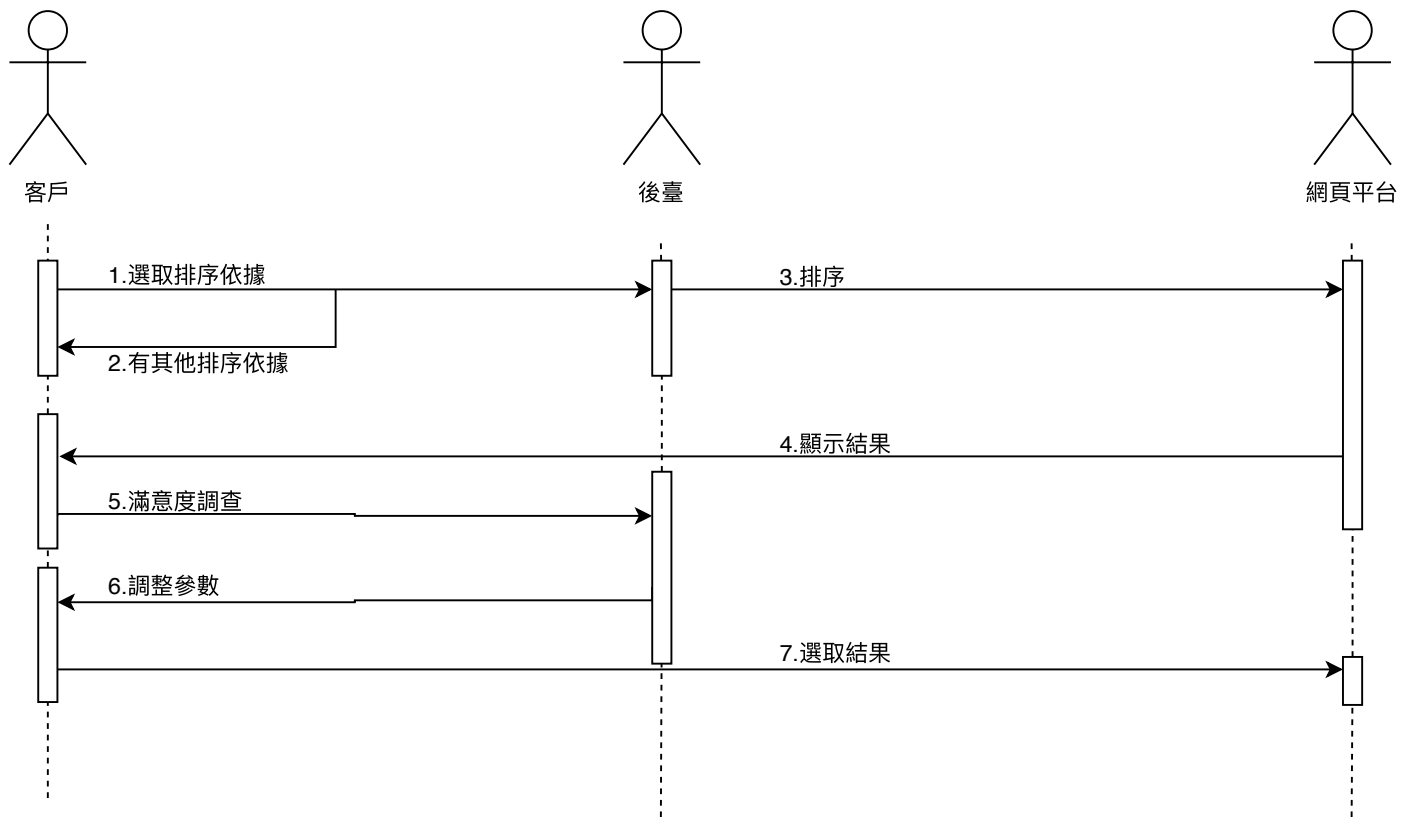 客戶
後臺
網頁平台
1.選取排序依據
3.排序
2.有其他排序依據
4.顯示結果
5.滿意度調查
6.調整參數
7.選取結果